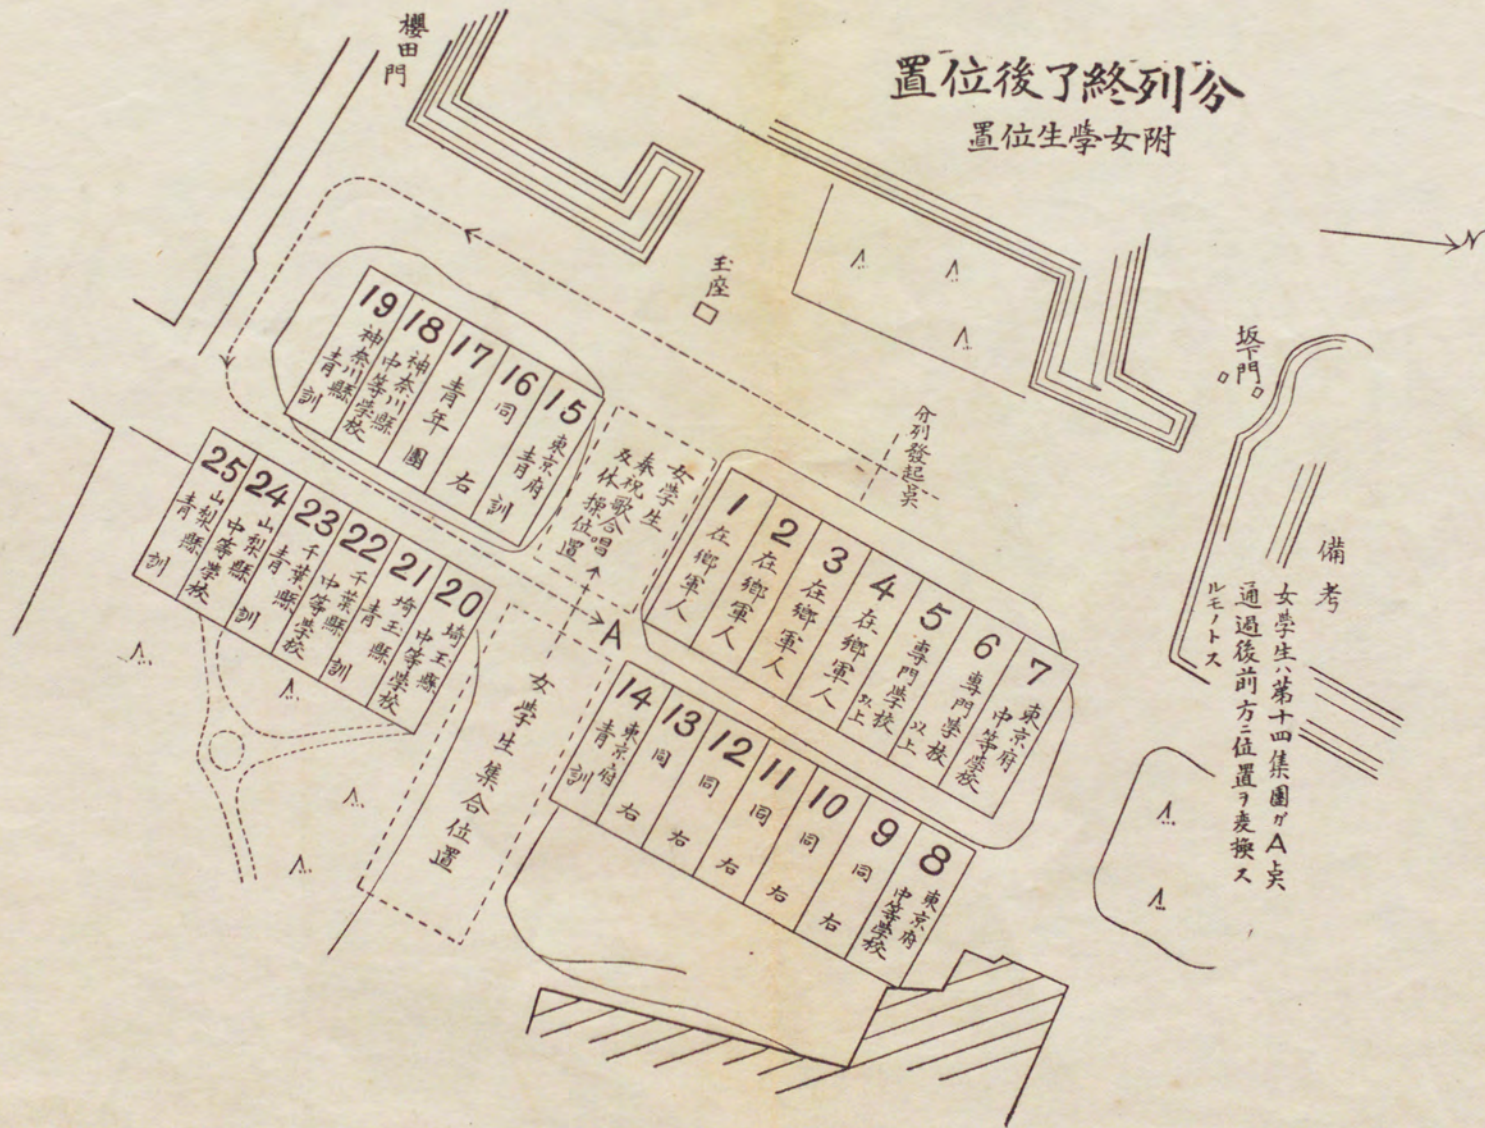 分列終了後位置
附女學生位置
櫻田門
玉座
坂下門
N
分列發起點
備考
女學生ハ第十四集團ガA点
通過後前方ニ位置ヲ変換ス
ルモノトス
19 神奈川縣青訓
18 神奈川縣中等學校
17 青年團
16 同右
15 東京府青訓
女學生
奉祝歌合唱
及体操位置
1 在鄉軍人
2 在鄉軍人
3 在鄉軍人
4 在鄉軍人
5 專門學校以上
6 專門學校以上
7 東京府中等學校
25 山梨縣青訓
24 山梨縣中等學校
23 千葉縣青訓
22 千葉縣中等學校
21 埼玉縣青訓
20 埼玉縣中等學校
A
女學生集合位置
14 東京府青訓
13 同右
12 同右
11 同右
10 同右
9 同右
8 東京府中等學校